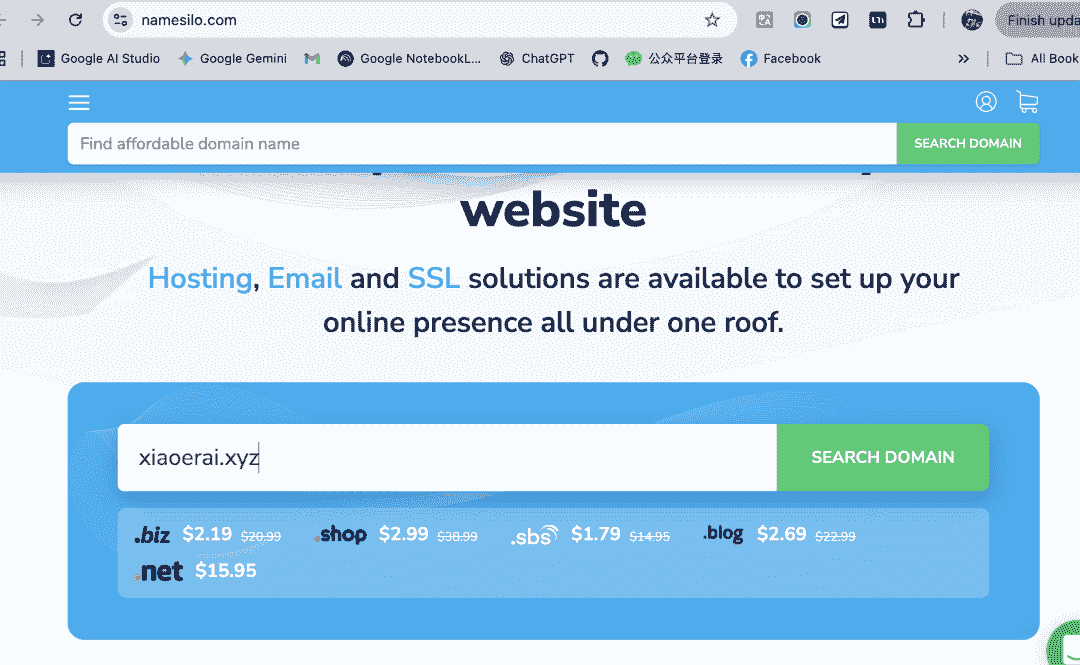 namesilo.com
Finish upda
Google AI Studio Google Gemini Google NotebookL... ChatGPT 公众平台登录 Facebook » All Book
Find affordable domain name SEARCH DOMAIN
website
Hosting, Email and SSL solutions are available to set up your
online presence all under one roof.
xiaoerai.xyz SEARCH DOMAIN
.biz $2.19 $20.99 .shop $2.99 $38.99 .sbs $1.79 $14.95 .blog $2.69 $22.99
.net $15.95